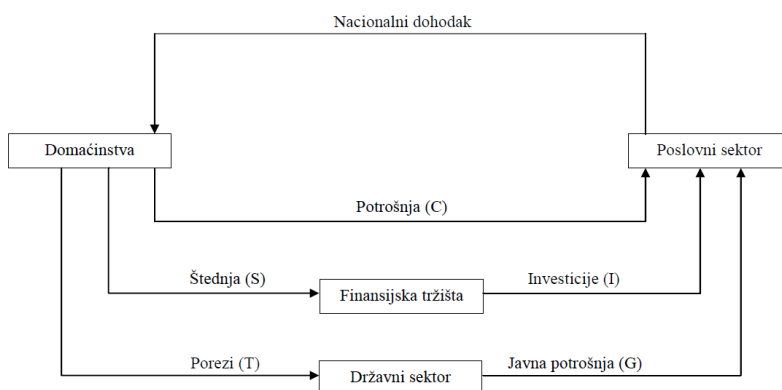 Nacionalni dohodak
Domaćinstva
Poslovni sektor
Potrošnja (C)
Štednja (S)
Finansijska tržišta
Investicije (I)
Porezi (T)
Državni sektor
Javna potrošnja (G)